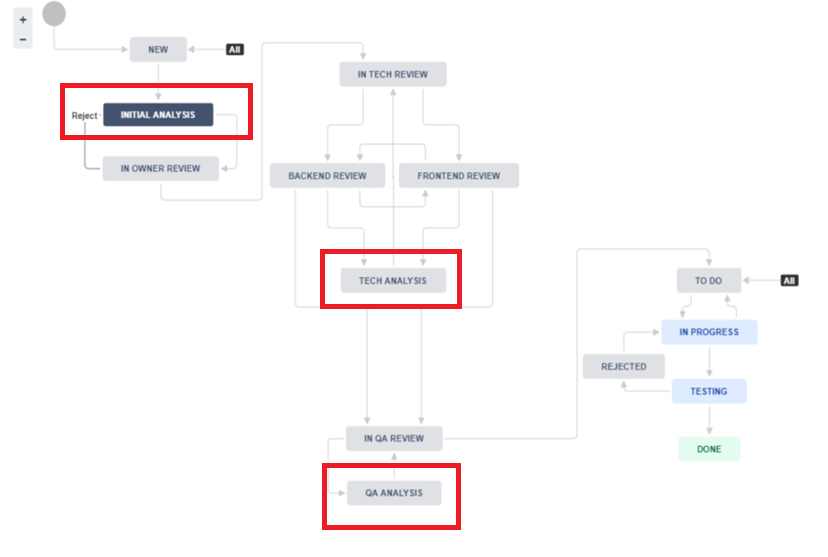 +
–
NEW
All
Reject
INITIAL ANALYSIS
IN OWNER REVIEW
IN TECH REVIEW
BACKEND REVIEW
FRONTEND REVIEW
TECH ANALYSIS
IN QA REVIEW
QA ANALYSIS
TO DO
All
IN PROGRESS
REJECTED
TESTING
DONE